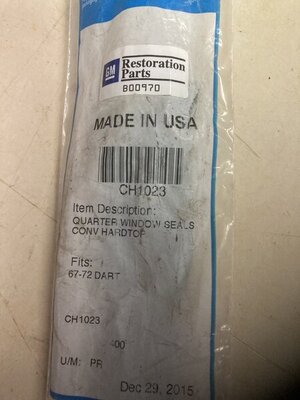 GM
Restoration
Parts
B00970
MADE IN USA
CH1023
Item Description:
QUARTER WINDOW SEALS
CONV HARDTOP
Fits:
67-72 DART
CH1023
.00
U/M: PR
Dec 29, 2015